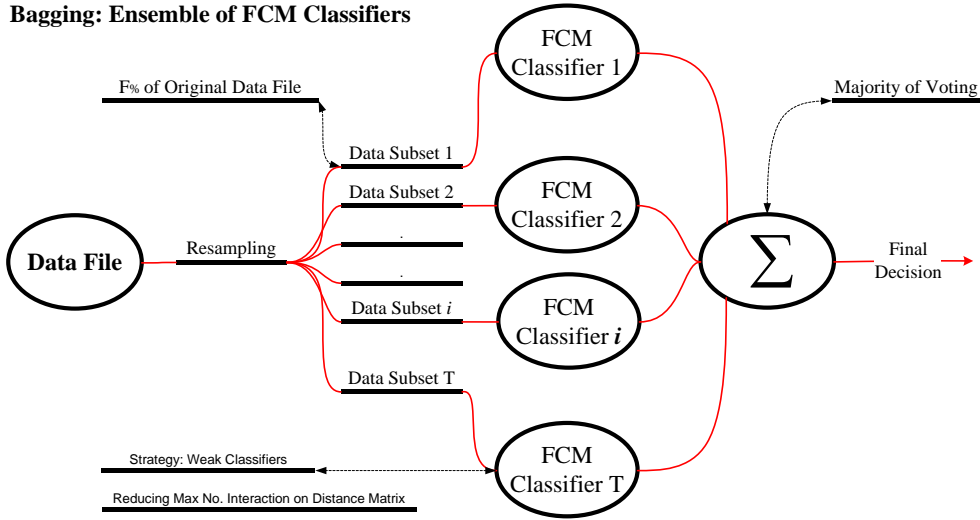 Bagging: Ensemble of FCM Classifiers
FCM
Classifier 1
F% of Original Data File
Majority of Voting
Data Subset 1
Data Subset 2
FCM
Classifier 2
.
Data File
Resampling
Σ
Final
Decision
.
Data Subset i
FCM
Classifier i
Data Subset T
FCM
Classifier T
Strategy: Weak Classifiers
Reducing Max No. Interaction on Distance Matrix